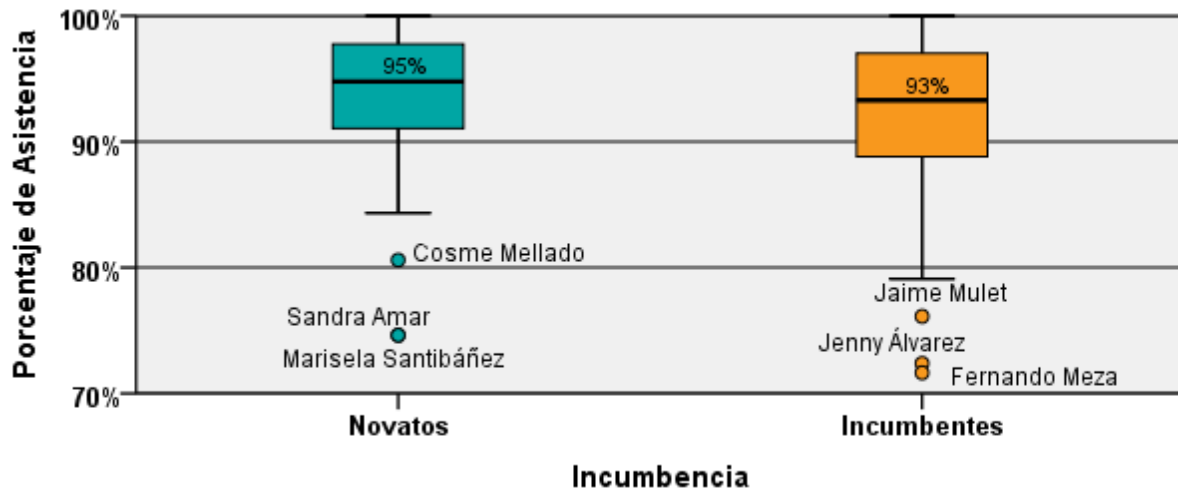 Porcentaje de Asistencia
100%
90%
80%
70%
95%
93%
Cosme Mellado
Sandra Amar
Marisela Santibáñez
Jaime Mulet
Jenny Álvarez
Fernando Meza
Novatos
Incumbentes
Incumbencia